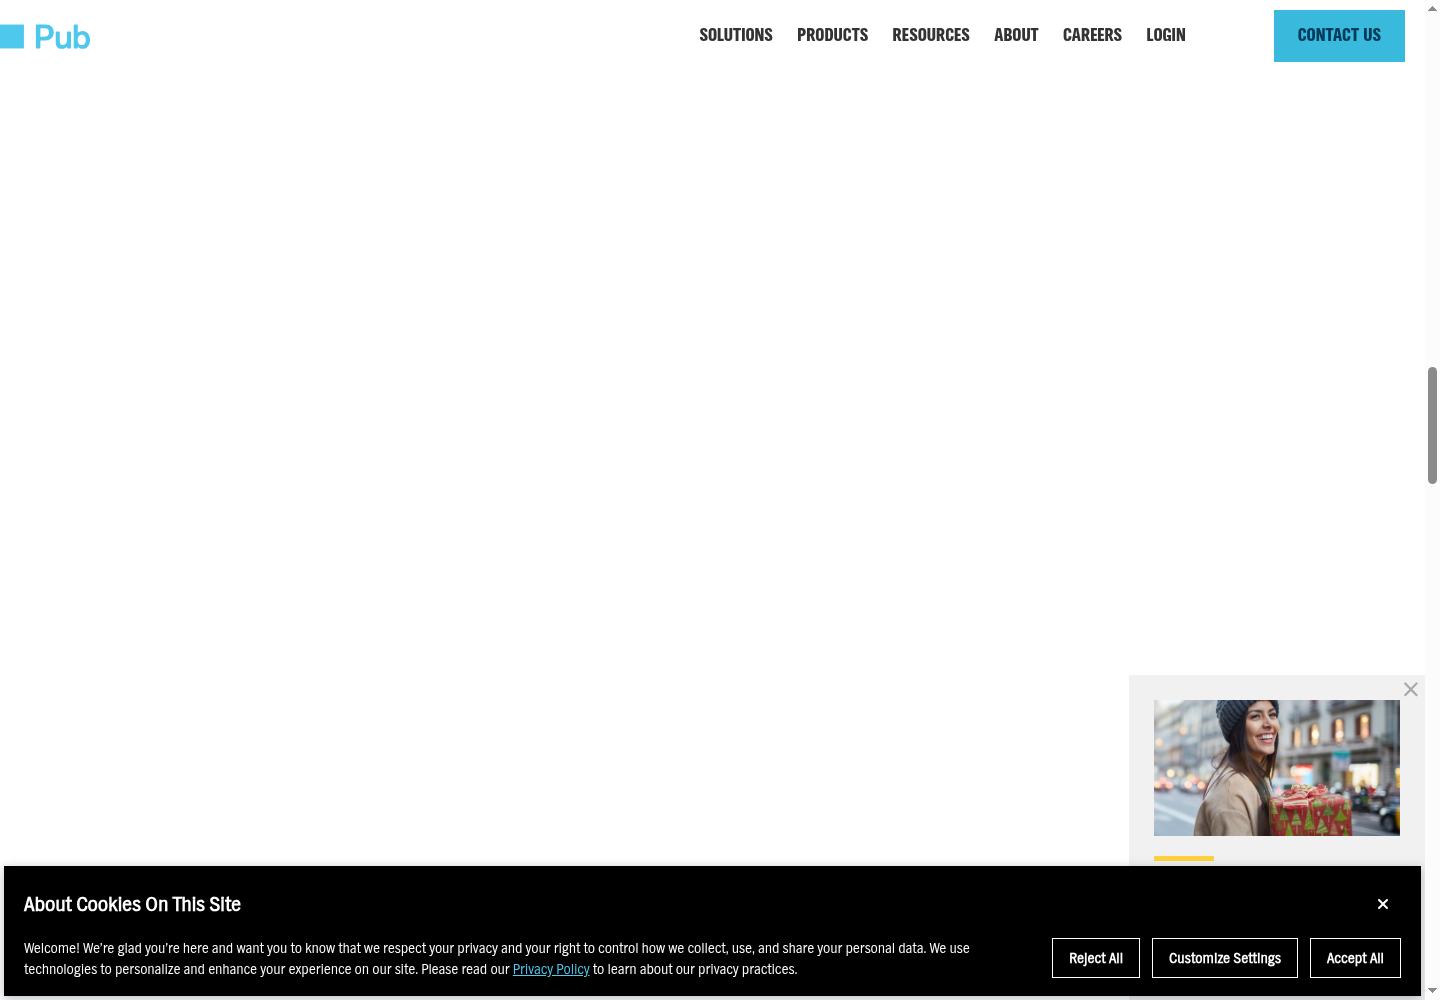 Pub
SOLUTIONS PRODUCTS RESOURCES ABOUT CAREERS LOGIN CONTACT US
About Cookies On This Site
Welcome! We're glad you're here and want you to know that we respect your privacy and your right to control how we collect, use, and share your personal data. We use
technologies to personalize and enhance your experience on our site. Please read our Privacy Policy to learn about our privacy practices.
Reject All Customize Settings Accept All